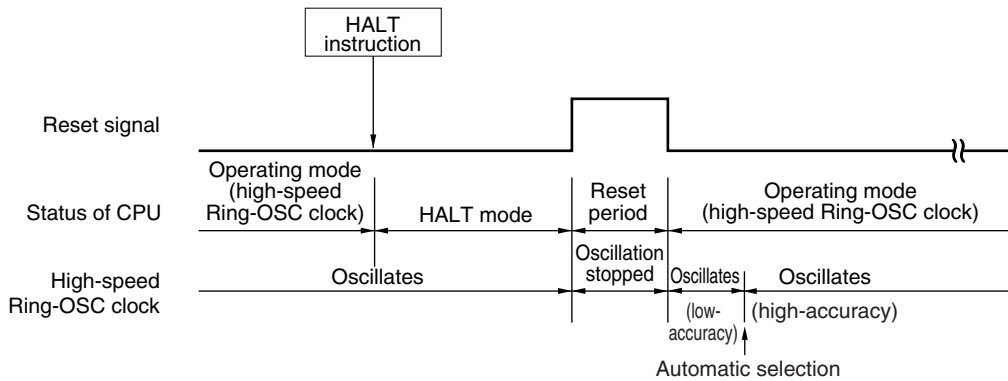 HALT
instruction
Reset signal
Operating mode
(high-speed
Ring-OSC clock)
Status of CPU
HALT mode
Reset
period
Operating mode
(high-speed Ring-OSC clock)
High-speed
Ring-OSC clock
Oscillates
Oscillation
stopped
Oscillates
(low-
accuracy)
Oscillates
(high-accuracy)
Automatic selection